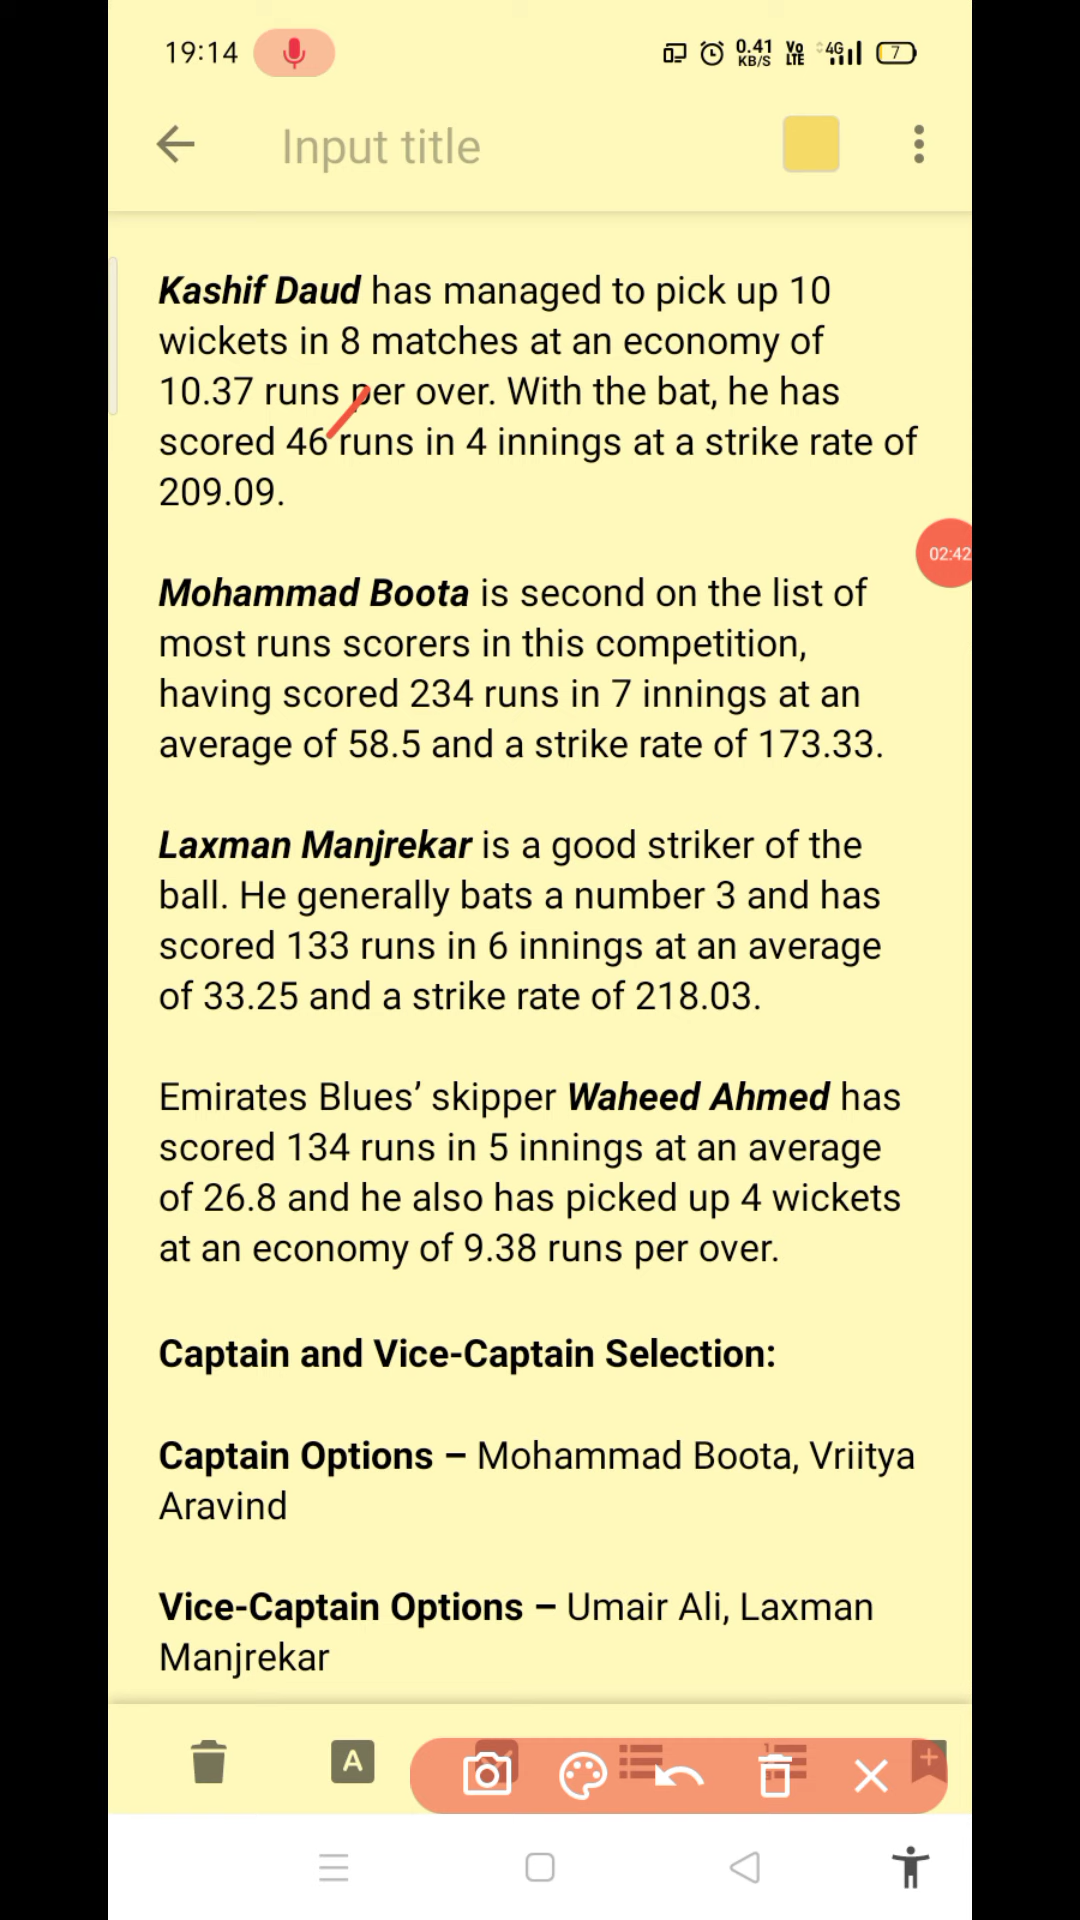 19:14
0.41 KB/S Vo LTE 4G 7
Input title
Kashif Daud has managed to pick up 10
wickets in 8 matches at an economy of
10.37 runs per over. With the bat, he has
scored 46 runs in 4 innings at a strike rate of
209.09.
02:42
Mohammad Boota is second on the list of
most runs scorers in this competition,
having scored 234 runs in 7 innings at an
average of 58.5 and a strike rate of 173.33.
Laxman Manjrekar is a good striker of the
ball. He generally bats a number 3 and has
scored 133 runs in 6 innings at an average
of 33.25 and a strike rate of 218.03.
Emirates Blues’ skipper Waheed Ahmed has
scored 134 runs in 5 innings at an average
of 26.8 and he also has picked up 4 wickets
at an economy of 9.38 runs per over.
Captain and Vice-Captain Selection:
Captain Options – Mohammad Boota, Vriitya
Aravind
Vice-Captain Options – Umair Ali, Laxman
Manjrekar
A